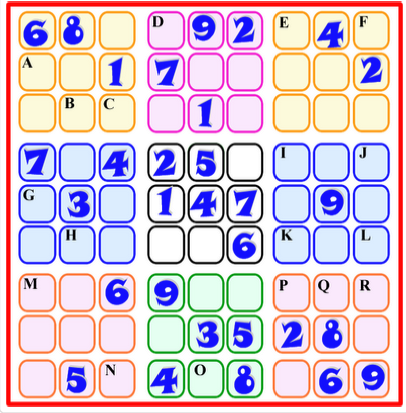 6 8 D 9 2 E 4 F
A 1 7 2
B C 1
7 4 2 5 I J
G 3 1 4 7 9
H 6 K L
M 6 9 P Q R
3 5 2 8
5 N 4 O 8 6 9